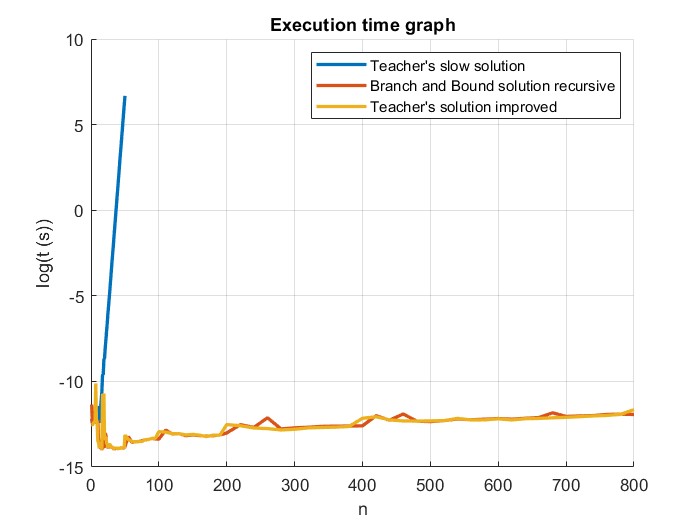 Execution time graph
10
5
0
-5
-10
-15
log(t (s))
Teacher's slow solution
Branch and Bound solution recursive
Teacher's solution improved
0 100 200 300 400 500 600 700 800
n